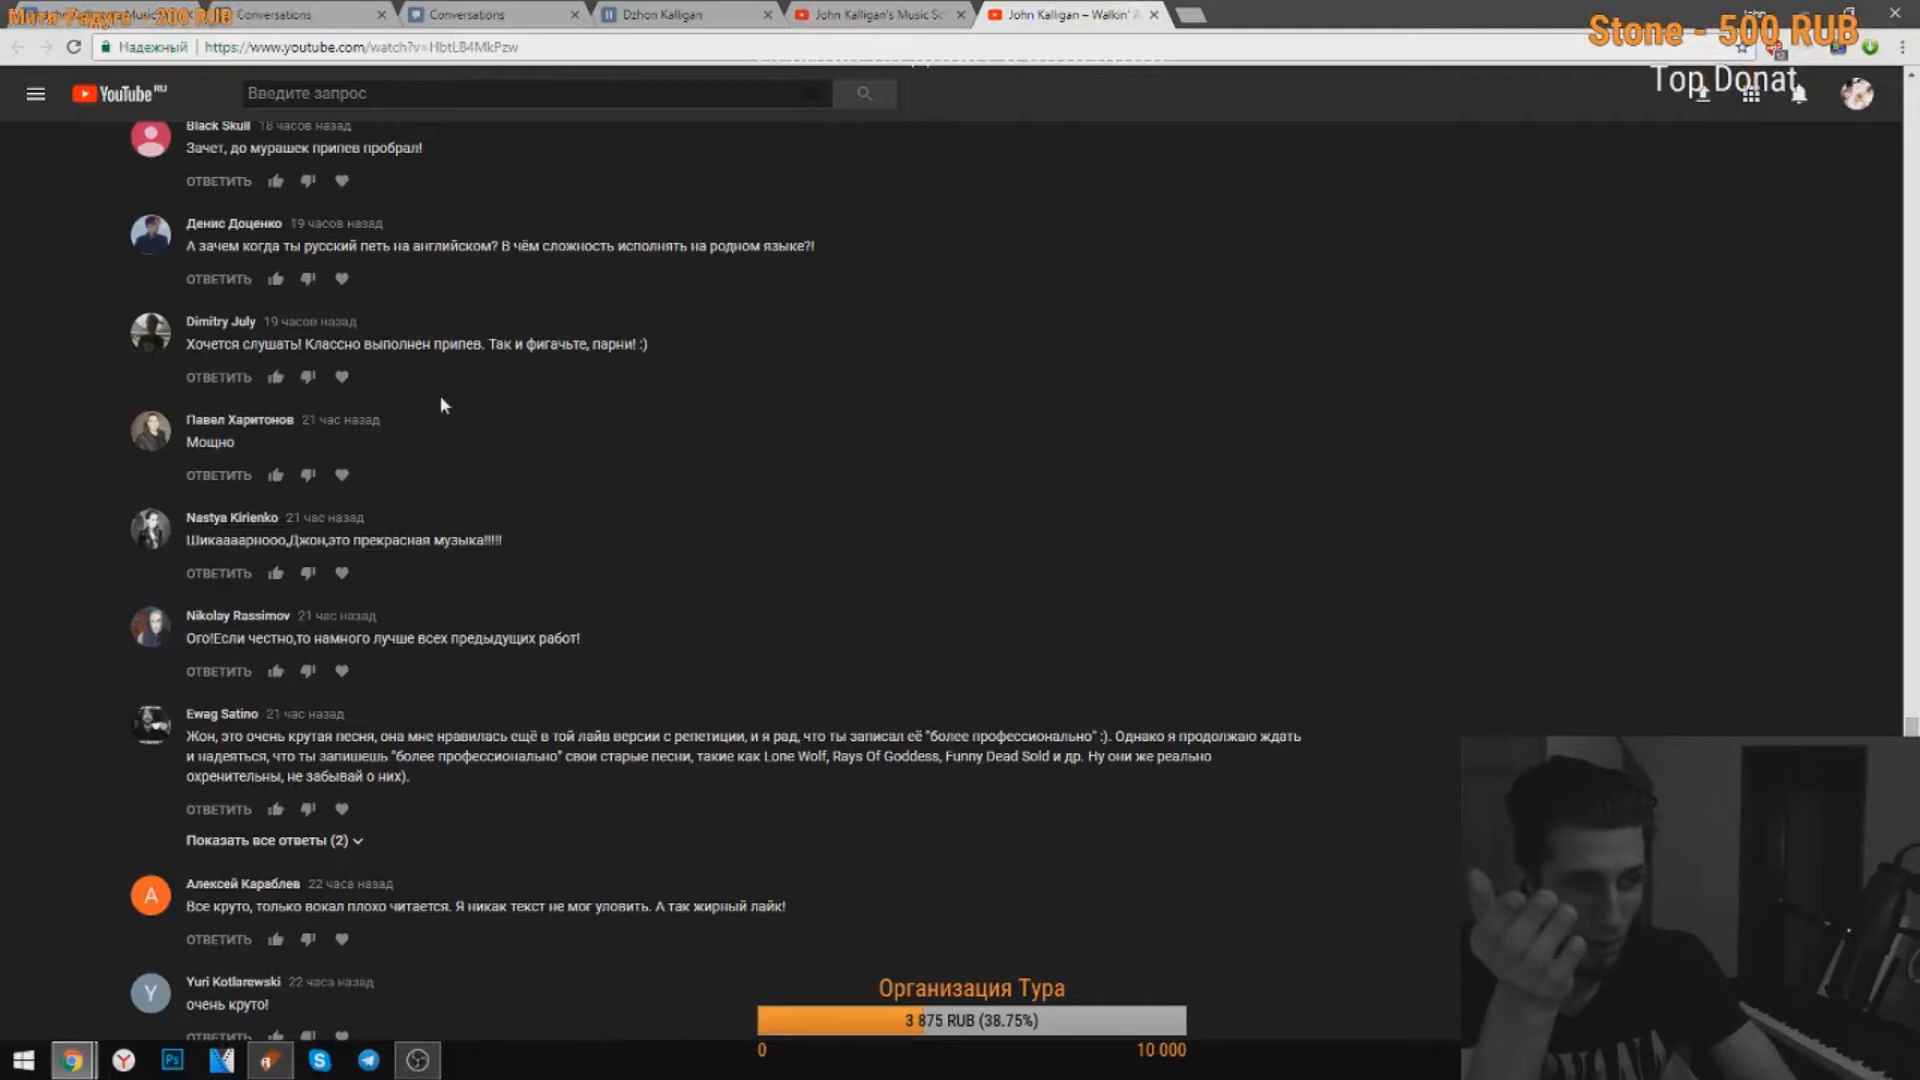 Митя Радуга - 200 RUB
Conversations
Conversations
Dzhon Kalligan
John Kalligan's Music Sc
John Kalligan – Walkin' A
Надежный
https://www.youtube.com/watch?v=HbtLB4MkPzw
Stone - 500 RUB
Top Donat
YouTube RU
Введите запрос
Black Skull 18 часов назад
Зачет, до мурашек припев пробрал!
ОТВЕТИТЬ
Денис Доценко 19 часов назад
А зачем когда ты русский петь на английском? В чём сложность исполнять на родном языке?!
ОТВЕТИТЬ
Dimitry July 19 часов назад
Хочется слушать! Классно выполнен припев. Так и фигачьте, парни! :)
ОТВЕТИТЬ
Павел Харитонов 21 час назад
Мощно
ОТВЕТИТЬ
Nastya Kirienko 21 час назад
Шикаааарнооо,Джон,это прекрасная музыка!!!!!
ОТВЕТИТЬ
Nikolay Rassimov 21 час назад
Ого!Если честно,то намного лучше всех предыдущих работ!
ОТВЕТИТЬ
Ewag Satino 21 час назад
Жон, это очень крутая песня, она мне нравилась ещё в той лайв версии с репетиции, и я рад, что ты записал её "более профессионально" :). Однако я продолжаю ждать
и надеяться, что ты запишешь "более профессионально" свои старые песни, такие как Lone Wolf, Rays Of Goddess, Funny Dead Sold и др. Ну они же реально
охренительны, не забывай о них).
ОТВЕТИТЬ
Показать все ответы (2)
А
Алексей Караблев 22 часа назад
Все круто, только вокал плохо читается. Я никак текст не мог уловить. А так жирный лайк!
ОТВЕТИТЬ
Y
Yuri Kotlarewski 22 часа назад
очень круто!
ОТВЕТИТЬ
Организация Тура
3 875 RUB (38.75%)
0
10 000
Ps